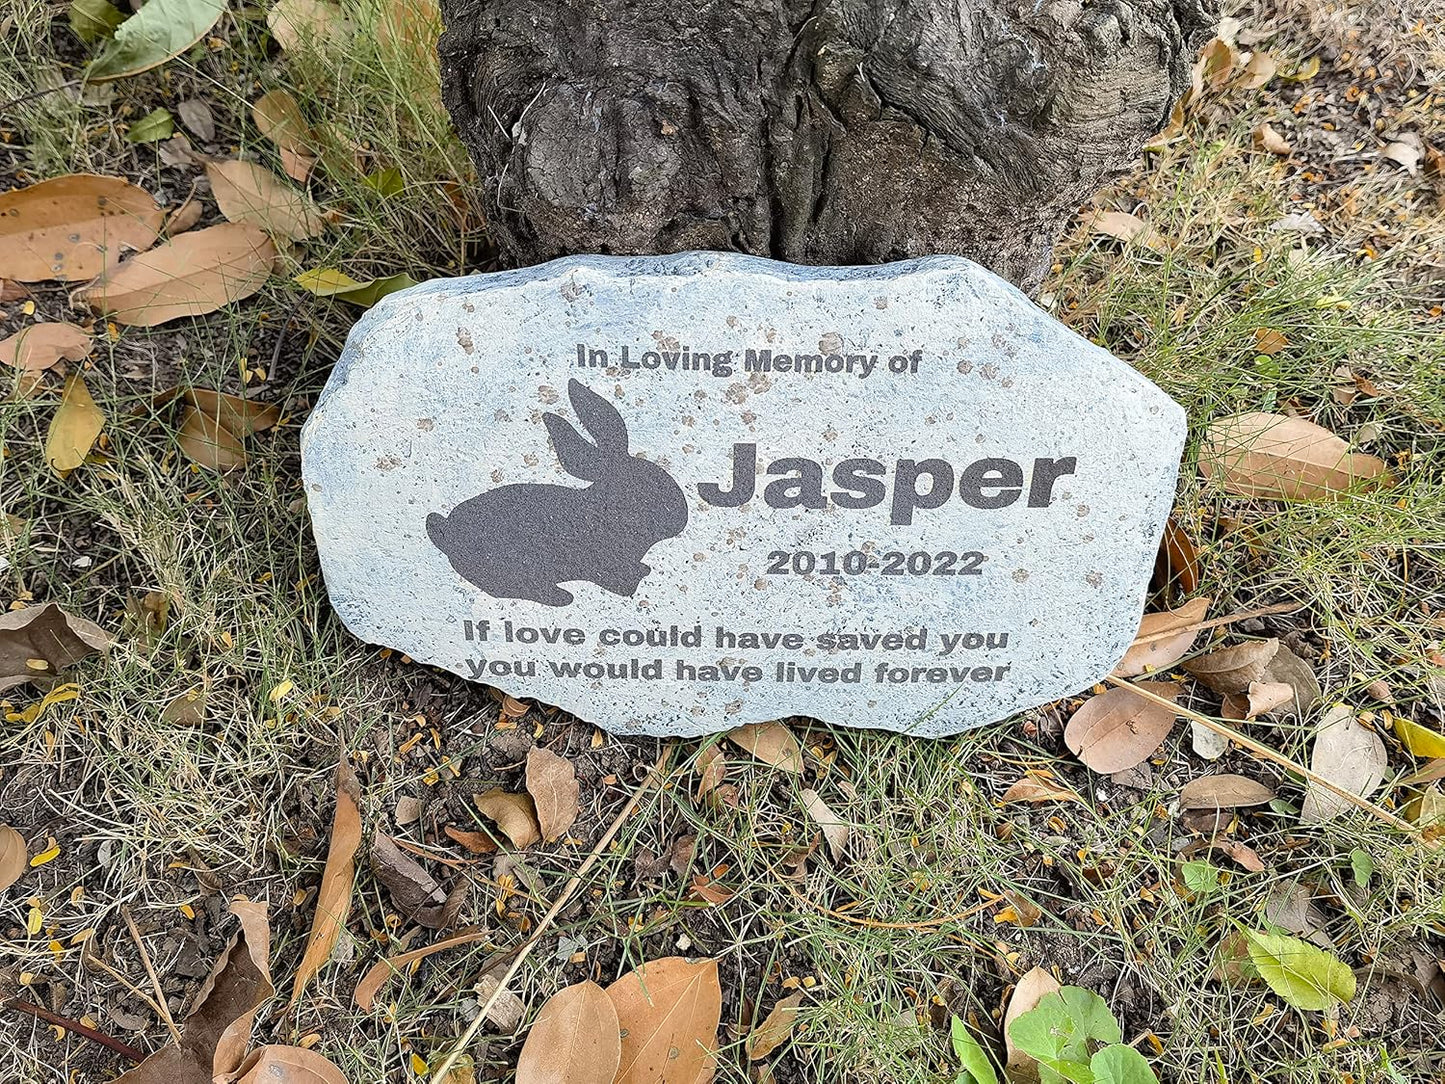 In Loving Memory of
Jasper
2010-2022
If love could have saved you
you would have lived forever